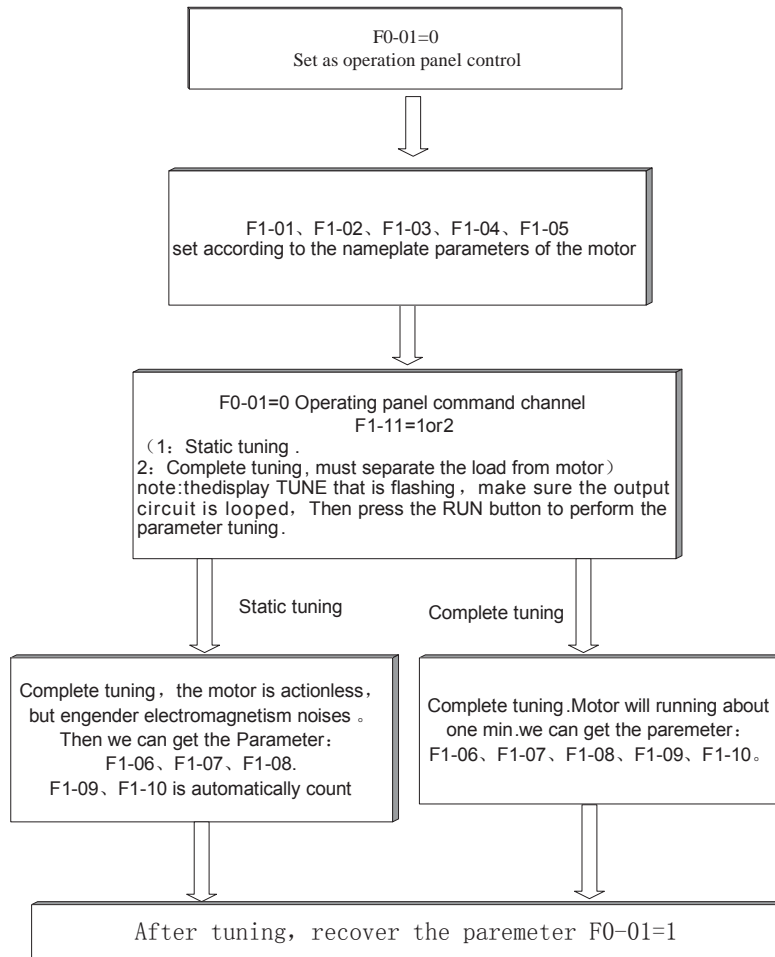 F0-01=0
Set as operation panel control
F1-01、F1-02、F1-03、F1-04、F1-05
set according to the nameplate parameters of the motor
F0-01=0 Operating panel command channel
F1-11=1or2
（1：Static tuning .
2：Complete tuning, must separate the load from motor）
note:thedisplay TUNE that is flashing，make sure the output
circuit is looped，Then press the RUN button to perform the
parameter tuning.
Static tuning
Complete tuning
Complete tuning，the motor is actionless，
but engender electromagnetism noises 。
Then we can get the Parameter：
F1-06、F1-07、F1-08.
F1-09、F1-10 is automatically count
Complete tuning.Motor will running about
one min.we can get the paremeter：
F1-06、F1-07、F1-08、F1-09、F1-10。
After tuning, recover the paremeter F0-01=1